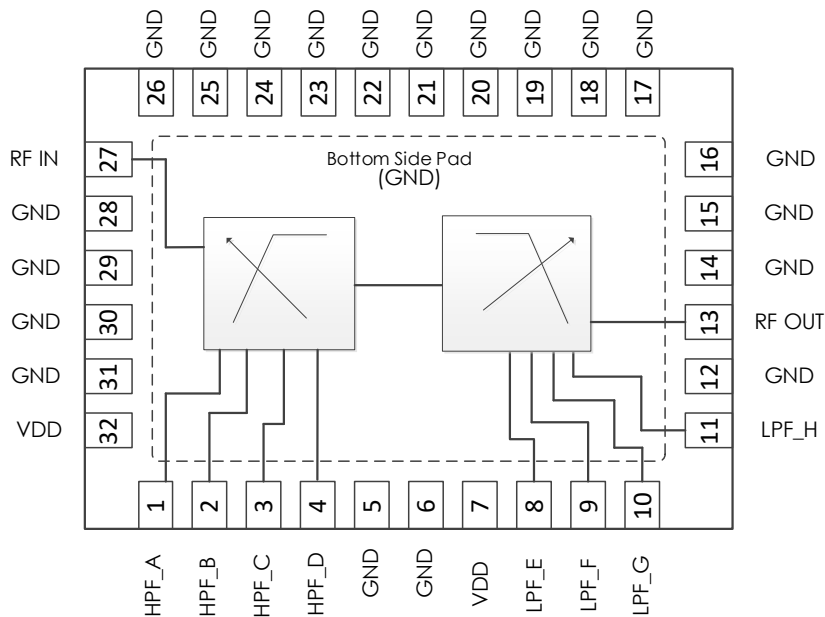 GND GND GND GND GND GND GND GND GND GND
26 25 24 23 22 21 20 19 18 17
Bottom Side Pad
(GND)
RF IN 27
GND 28
GND 29
GND 30
GND 31
VDD 32
16 GND
15 GND
14 GND
13 RF OUT
12 GND
11 LPF_H
1 2 3 4 5 6 7 8 9 10
HPF_A HPF_B HPF_C HPF_D GND GND VDD LPF_E LPF_F LPF_G